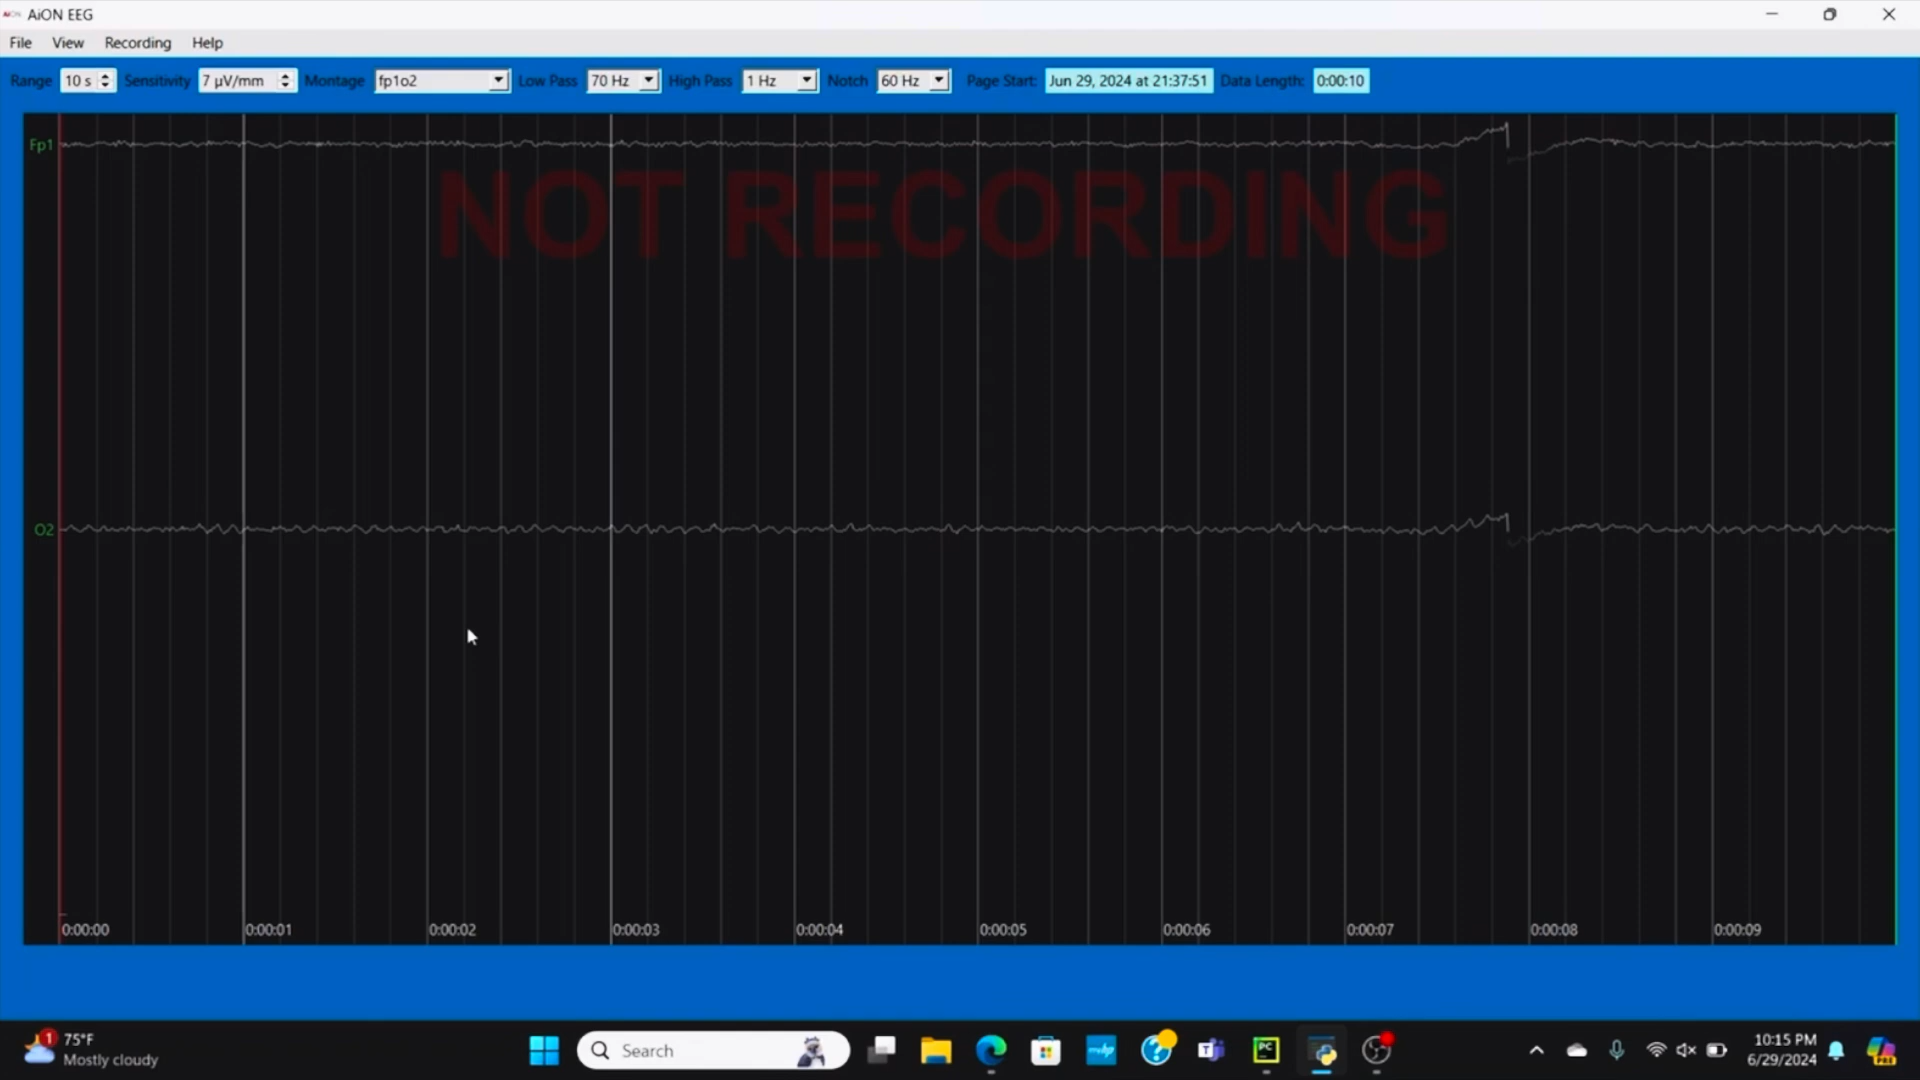 AiON AiON EEG
File View Recording Help
Range 10 s Sensitivity 7 µV/mm Montage fp1o2 Low Pass 70 Hz High Pass 1 Hz Notch 60 Hz Page Start: Jun 29, 2024 at 21:37:51 Data Length: 0:00:10
Fp1
NOT RECORDING
O2
0:00:00 0:00:01 0:00:02 0:00:03 0:00:04 0:00:05 0:00:06 0:00:07 0:00:08 0:00:09
1 75°F
Mostly cloudy
Search
PC
10:15 PM
6/29/2024